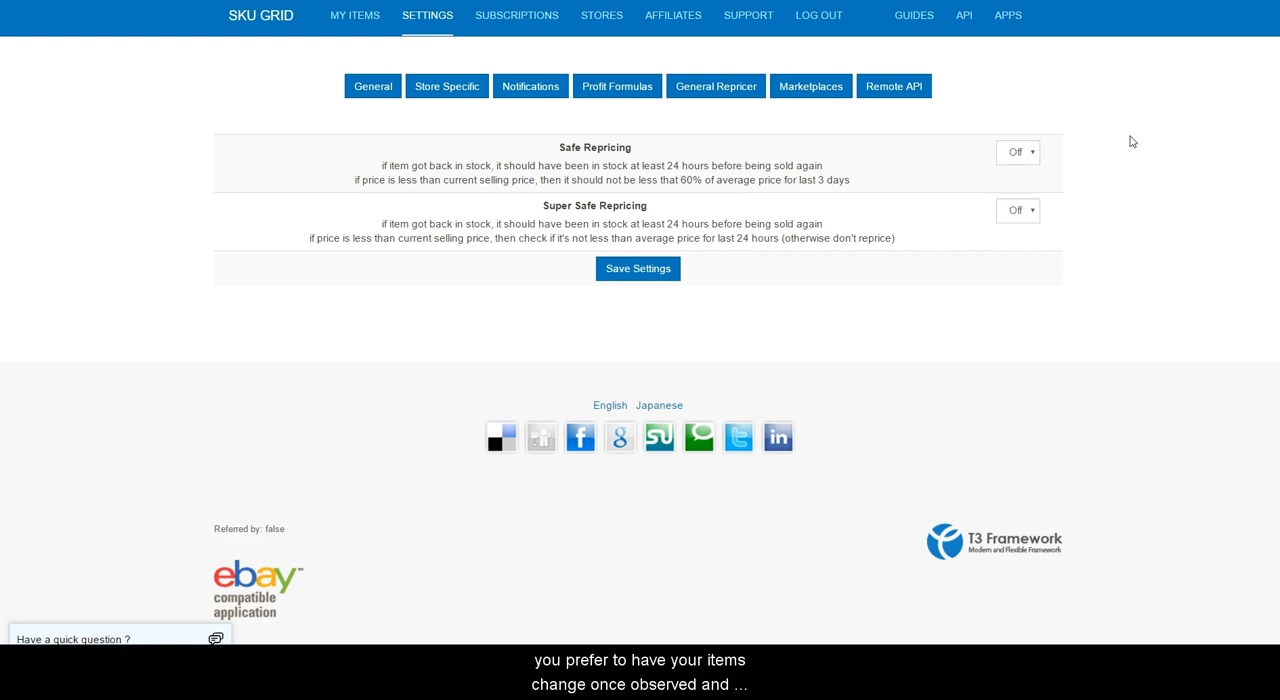 SKU GRID MY ITEMS SETTINGS SUBSCRIPTIONS STORES AFFILIATES SUPPORT LOG OUT GUIDES API APPS
General Store Specific Notifications Profit Formulas General Repricer Marketplaces Remote API
Safe Repricing
if item got back in stock, it should have been in stock at least 24 hours before being sold again
if price is less than current selling price, then it should not be less that 60% of average price for last 3 days
Off
Super Safe Repricing
if item got back in stock, it should have been in stock at least 24 hours before being sold again
if price is less than current selling price, then check if it's not less than average price for last 24 hours (otherwise don't reprice)
Off
Save Settings
English Japanese
f g SU t in
Referred by: false
T3 Framework
Modern and Flexible Framework
ebay™
compatible
application
Have a quick question ?
you prefer to have your items
change once observed and ...